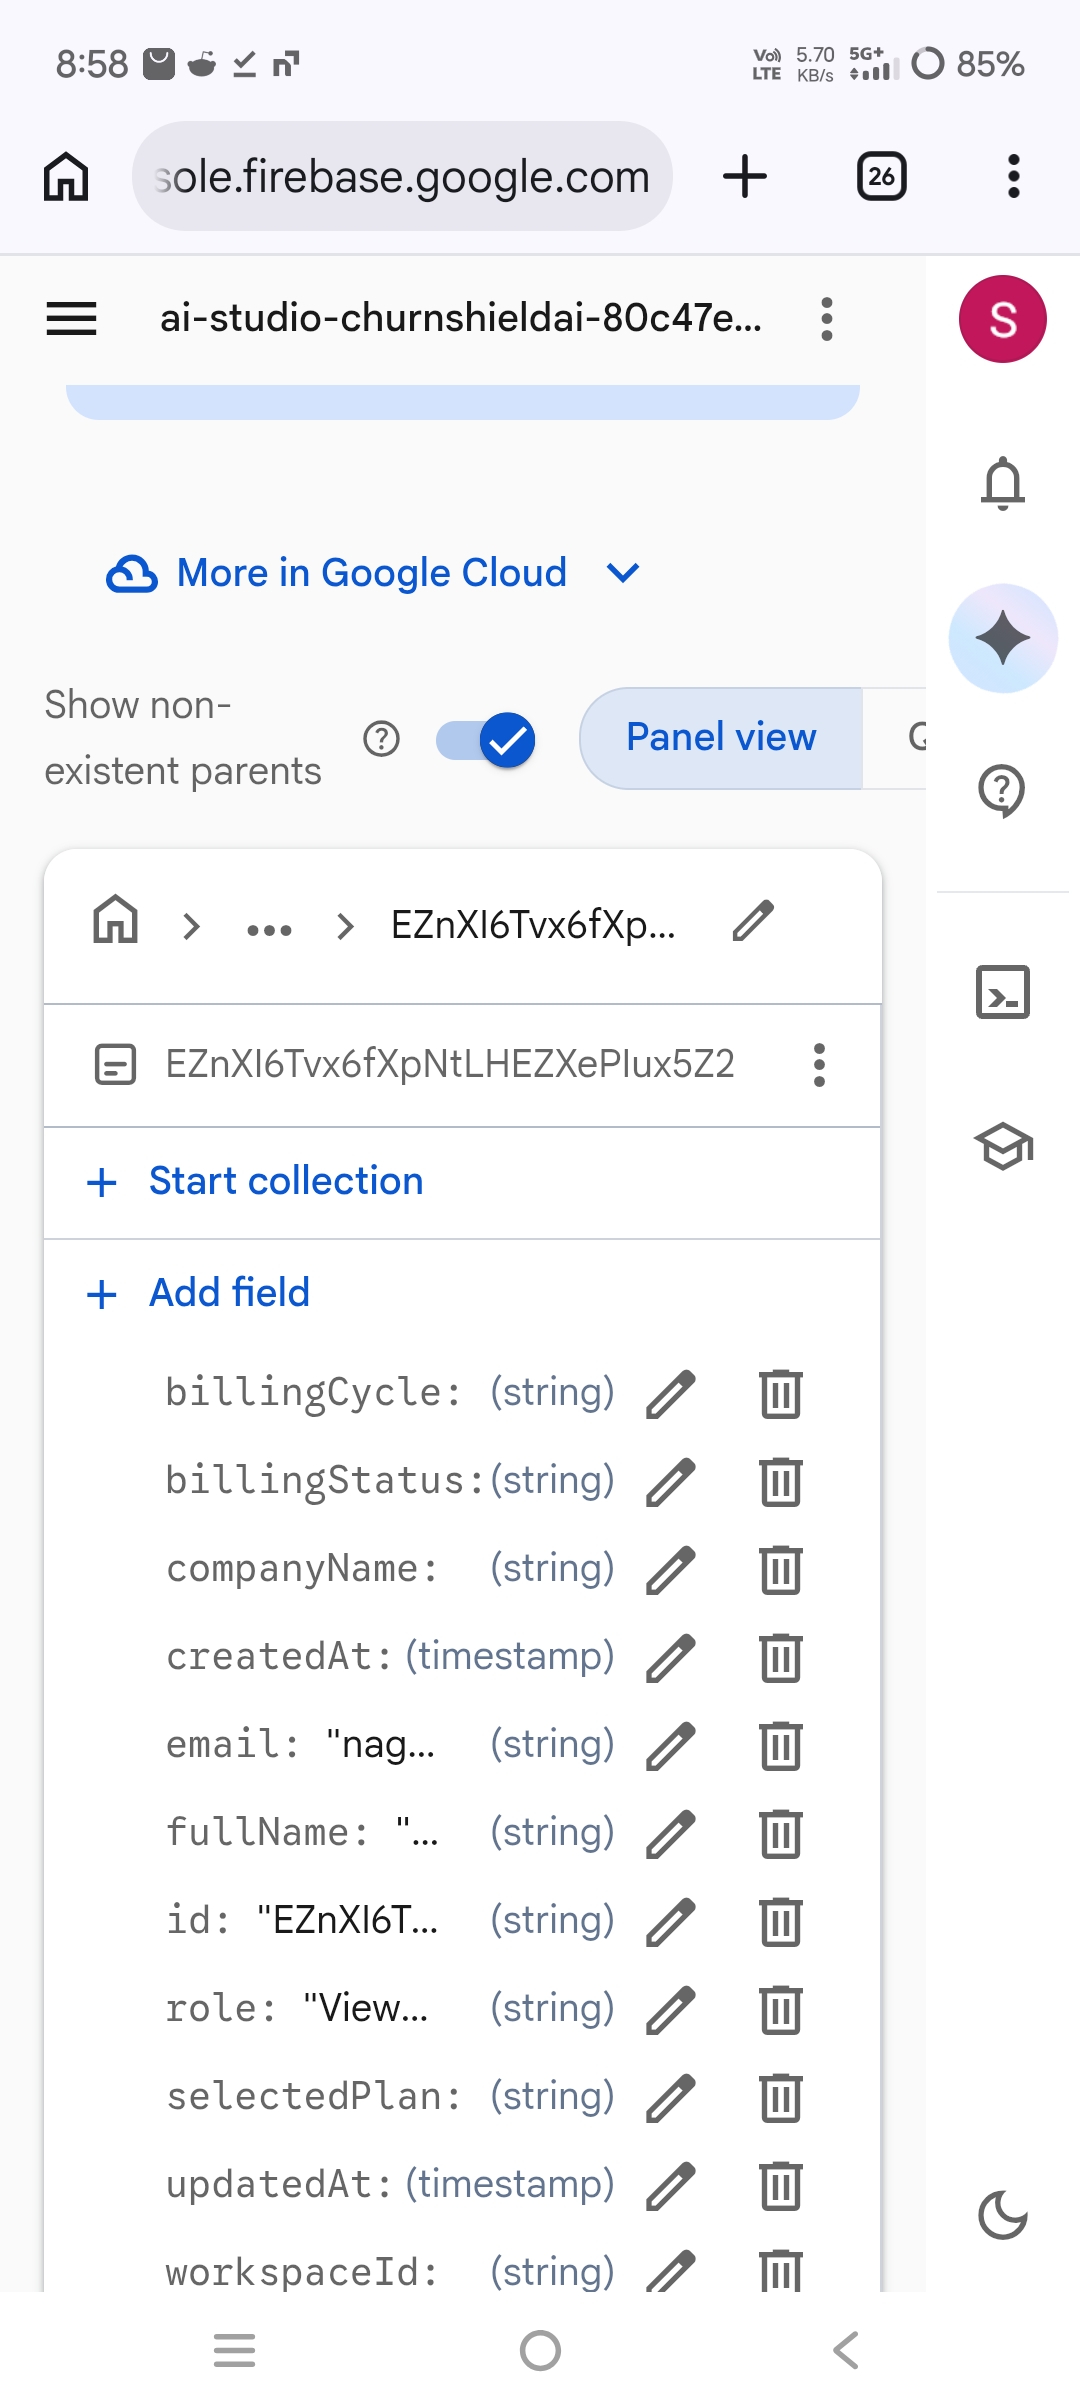 8:58
Vo) LTE
5.70 KB/s
5G+
85%
sole.firebase.google.com
26
ai-studio-churnshieldai-80c47e...
S
More in Google Cloud
Show non-
existent parents
Panel view
EZnXI6Tvx6fXp...
EZnXI6Tvx6fXpNtLHEZXePlux5Z2
+ Start collection
+ Add field
billingCycle: (string)
billingStatus: (string)
companyName: (string)
createdAt: (timestamp)
email: "nag... (string)
fullName: "... (string)
id: "EZnXI6T... (string)
role: "View... (string)
selectedPlan: (string)
updatedAt: (timestamp)
workspaceId: (string)